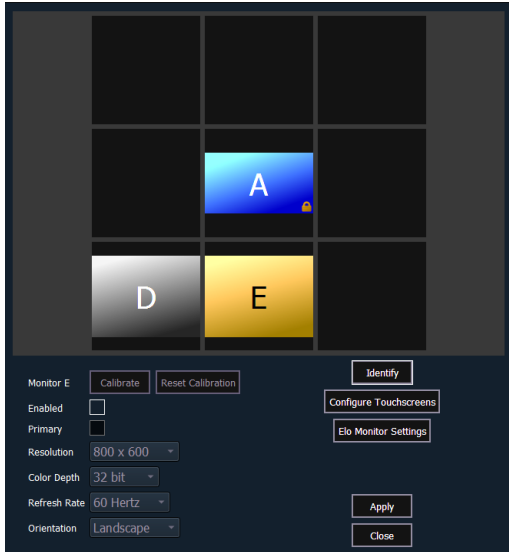 A
D
E
Monitor E
Calibrate
Reset Calibration
Identify
Enabled
Configure Touchscreens
Primary
Elo Monitor Settings
Resolution
800 x 600
Color Depth
32 bit
Refresh Rate
60 Hertz
Apply
Orientation
Landscape
Close